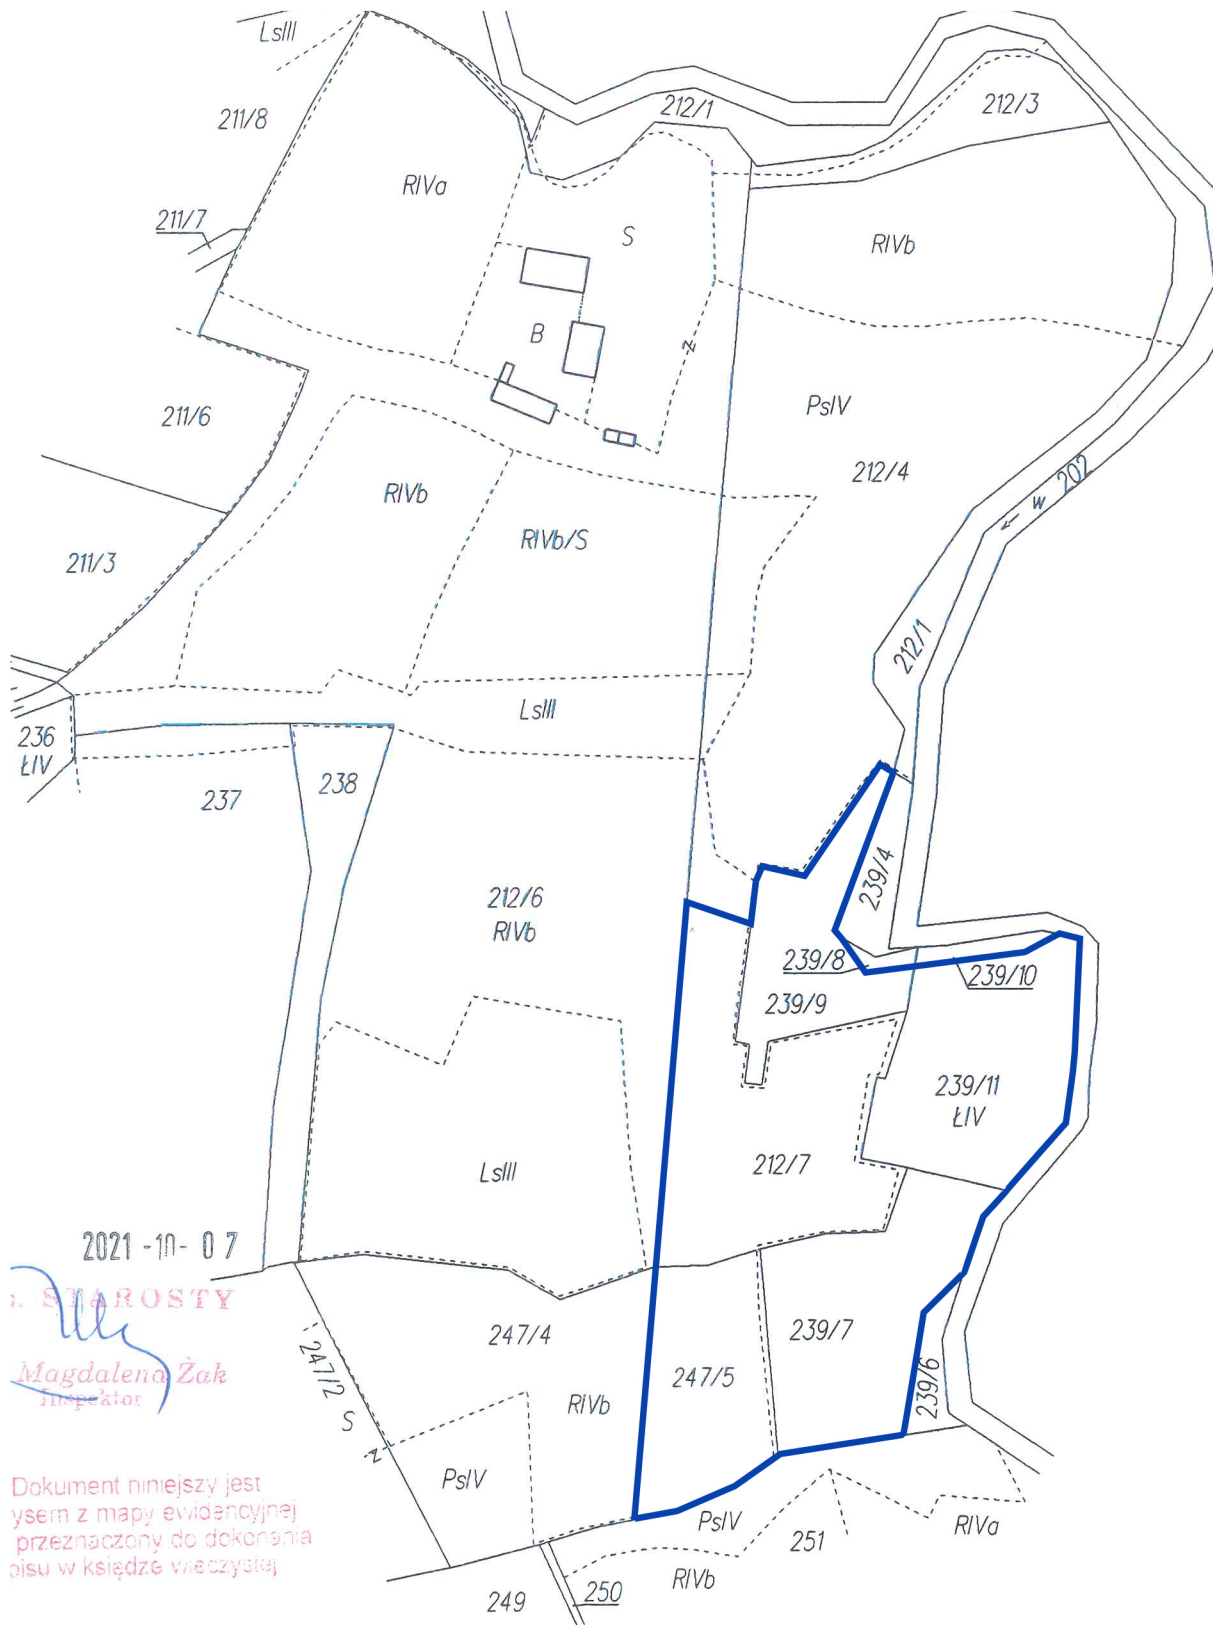 LsIII
211/8
212/1
212/3
RIVa
211/7
S
RIVb
B
z
PsIV
211/6
212/4
RIVb
w 202
RIVb/S
211/3
212/1
LsIII
236
ŁIV
237
238
239/4
212/6
RIVb
239/8
239/10
239/9
239/11
ŁIV
212/7
LsIII
2021 -10- 07
STAROSTY
Magdalena Żak
Inspektor
247/4
239/7
247/2
S
z
247/5
239/6
RIVb
PsIV
Dokument niniejszy jest
ysem z mapy ewidencyjnej
przeznaczony do dokonania
pisu w księdze wieczystej
PsIV
251
RIVa
RIVb
249
250